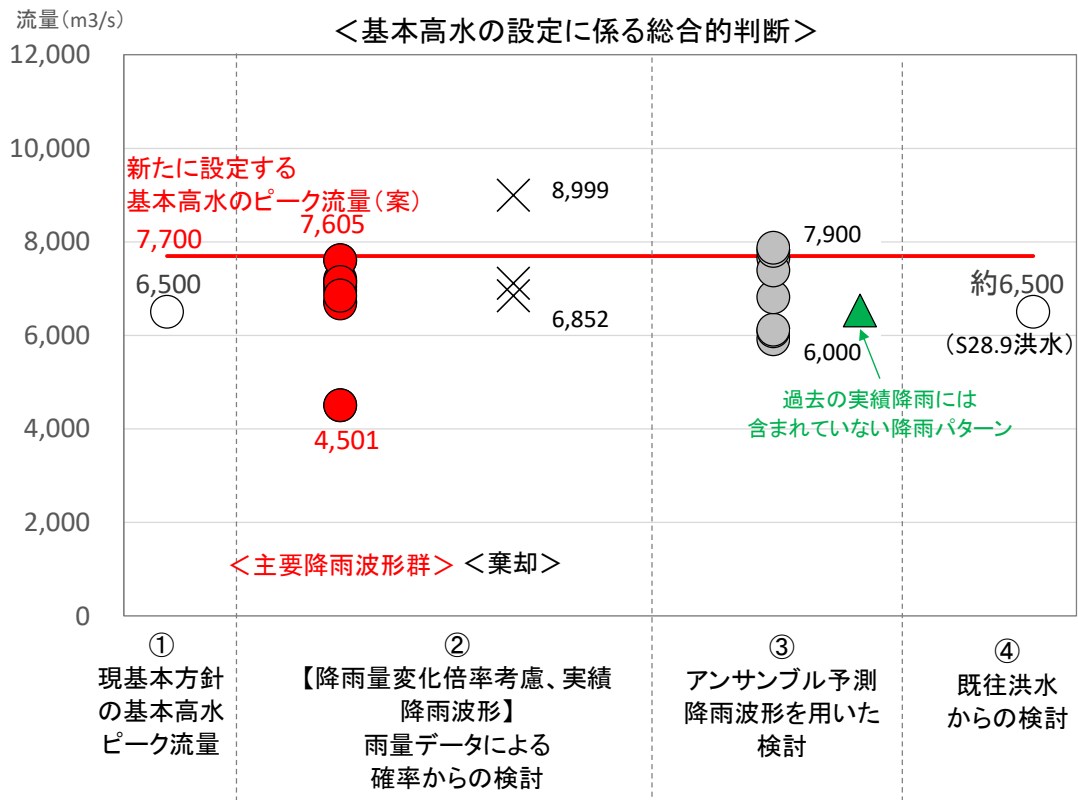 流量(m3/s)
＜基本高水の設定に係る総合的判断＞
12,000
10,000
8,000
6,000
4,000
2,000
0
新たに設定する
基本高水のピーク流量(案)
7,700
6,500
7,605
4,501
8,999
6,852
7,900
6,000
過去の実績降雨には
含まれていない降雨パターン
約6,500
(S28.9洪水)
＜主要降雨波形群＞
＜棄却＞
①
現基本方針
の基本高水
ピーク流量
②
【降雨量変化倍率考慮、実績
降雨波形】
雨量データによる
確率からの検討
③
アンサンブル予測
降雨波形を用いた
検討
④
既往洪水
からの検討